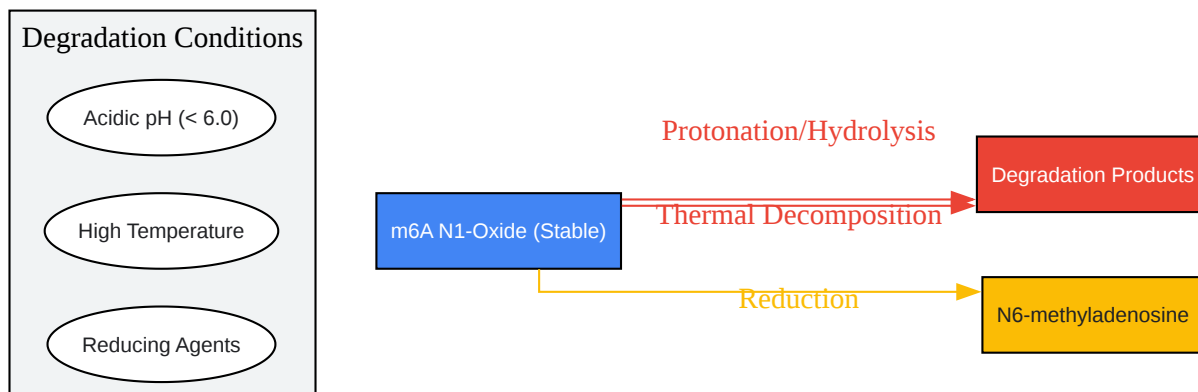 Degradation Conditions
Acidic pH (< 6.0)
High Temperature
Reducing Agents
m6A N1-Oxide (Stable)
Protonation/Hydrolysis
Thermal Decomposition
Reduction
Degradation Products
N6-methyladenosine